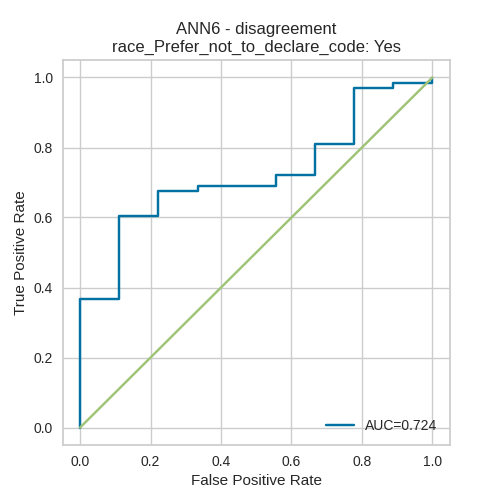 ANN6 - disagreement
race_Prefer_not_to_declare_code: Yes
True Positive Rate
1.0
0.8
0.6
0.4
0.2
0.0
AUC=0.724
0.0 0.2 0.4 0.6 0.8 1.0
False Positive Rate